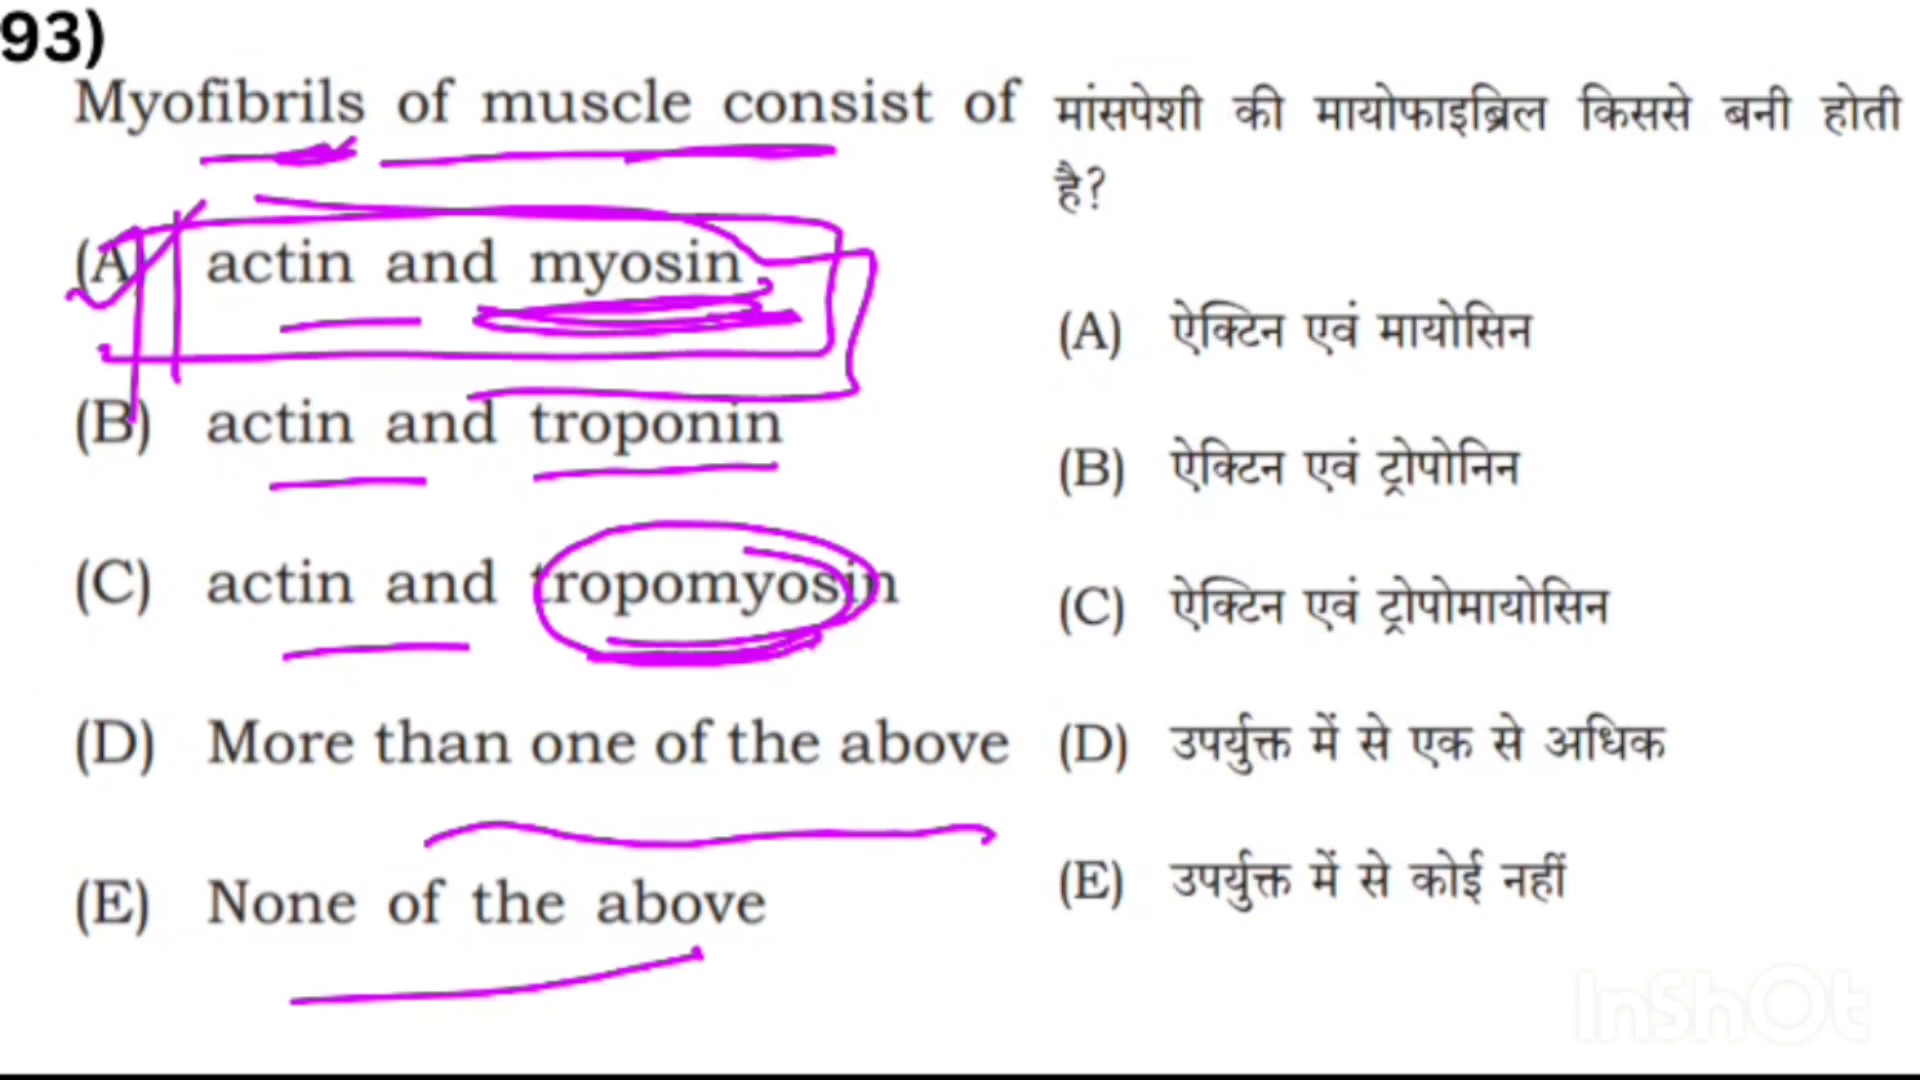 93)
Myofibrils of muscle consist of
(A) actin and myosin
(B) actin and troponin
(C) actin and tropomyosin
(D) More than one of the above
(E) None of the above
मांसपेशी की मायोफाइब्रिल किससे बनी होती
है?
(A) ऐक्टिन एवं मायोसिन
(B) ऐक्टिन एवं ट्रोपोनिन
(C) ऐक्टिन एवं ट्रोपोमायोसिन
(D) उपर्युक्त में से एक से अधिक
(E) उपर्युक्त में से कोई नहीं
InShOt